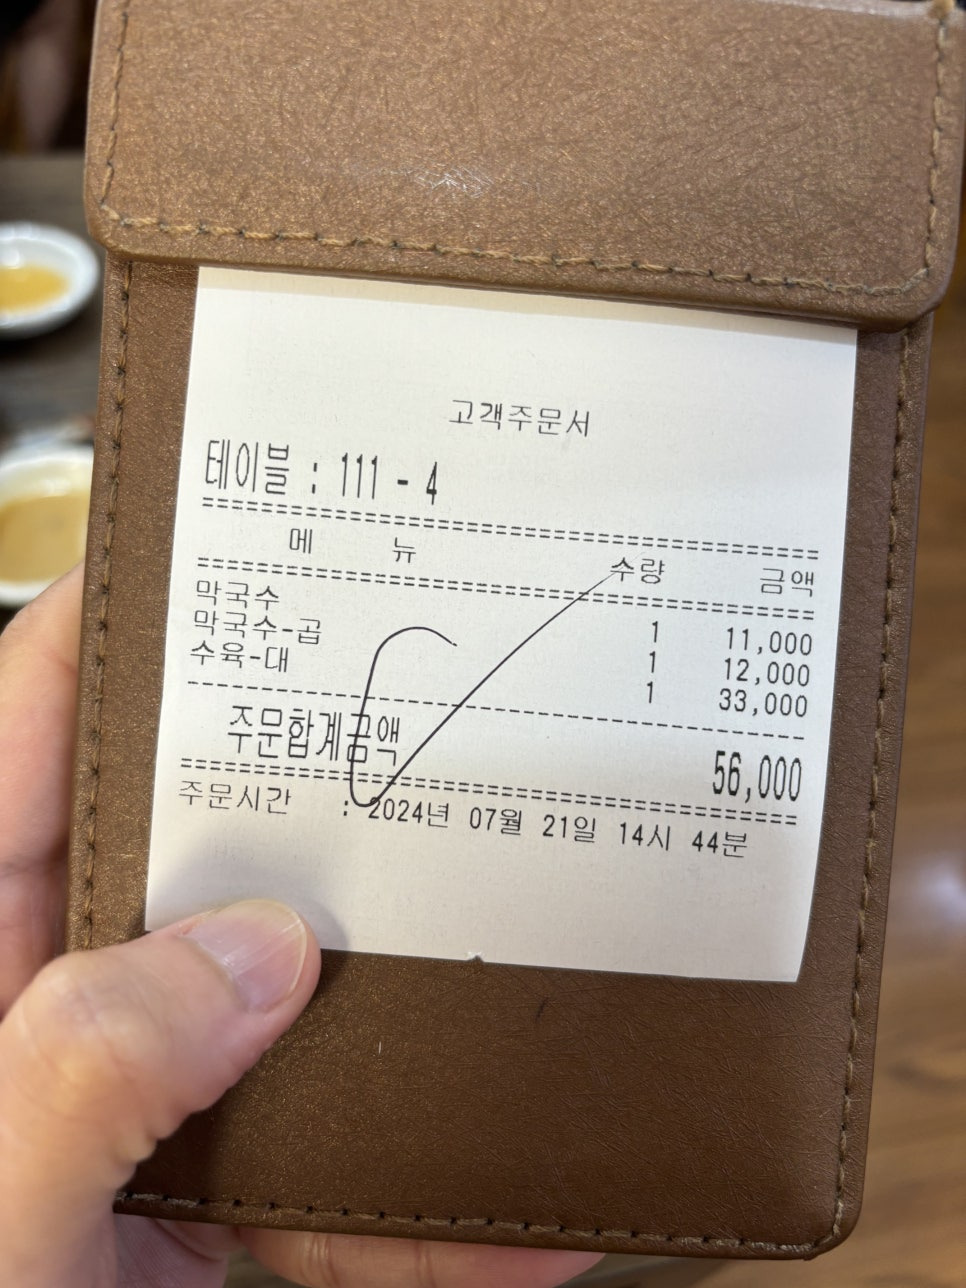 고객주문서
테이블 : 111 - 4
================================================
메 뉴 수량 금액
================================================
막국수 1 11,000
막국수-곱 1 12,000
수육-대 1 33,000
------------------------------------------------
주문합계금액 56,000
================================================
주문시간 : 2024년 07월 21일 14시 44분